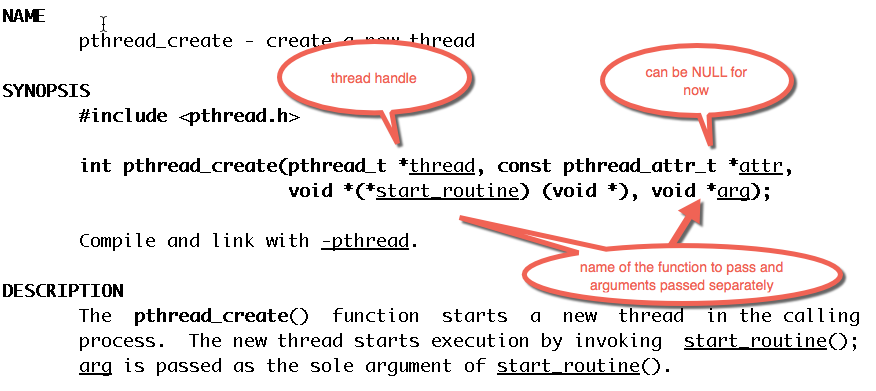 NAME
pthread_create - create a new thread
thread handle
can be NULL for
now
SYNOPSIS
#include <pthread.h>
int pthread_create(pthread_t *thread, const pthread_attr_t *attr,
void *(*start_routine) (void *), void *arg);
Compile and link with -pthread.
name of the function to pass and
arguments passed separately
DESCRIPTION
The pthread_create() function starts a new thread in the calling
process. The new thread starts execution by invoking start_routine();
arg is passed as the sole argument of start_routine().